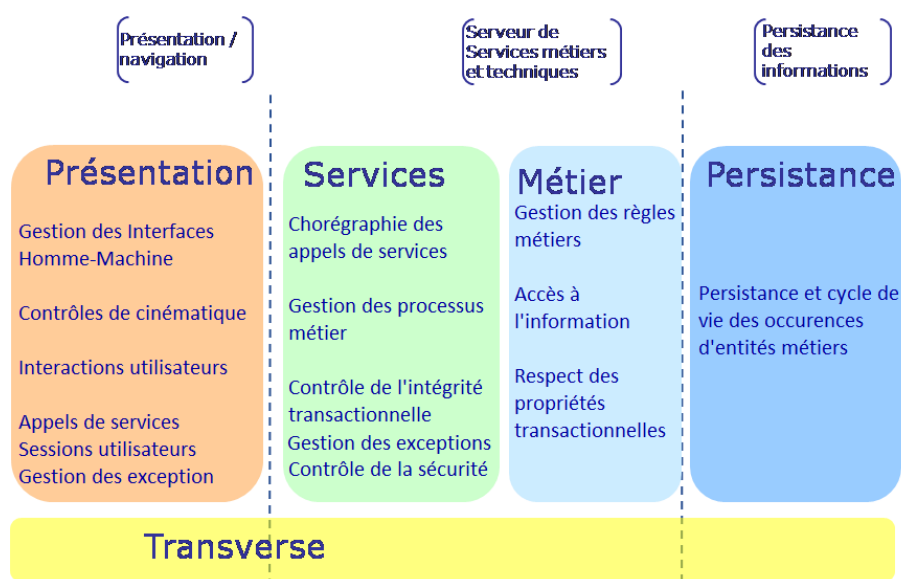 Présentation /
navigation
Serveur de
Services métiers
et techniques
Persistance
des
informations
Présentation
Gestion des Interfaces
Homme-Machine
Contrôles de cinématique
Interactions utilisateurs
Appels de services
Sessions utilisateurs
Gestion des exception
Services
Chorégraphie des
appels de services
Gestion des processus
métier
Contrôle de l'intégrité
transactionnelle
Gestion des exceptions
Contrôle de la sécurité
Métier
Gestion des règles
métiers
Accès à
l'information
Respect des
propriétés
transactionnelles
Persistance
Persistance et cycle de
vie des occurences
d'entités métiers
Transverse